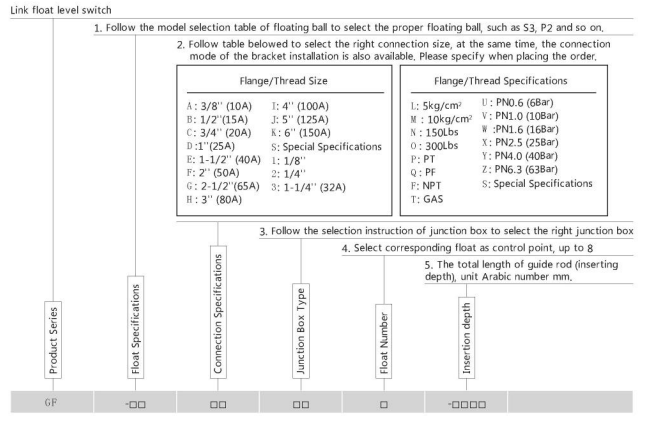 Link float level switch
1. Follow the model selection table of floating ball to select the proper floating ball, such as S3, P2 and so on.
2. Follow table belowed to select the right connection size, at the same time, the connection
mode of the bracket installation is also available. Please specify when placing the order.
Flange/Thread Size
A: 3/8'' (10A)
B: 1/2''(15A)
C: 3/4'' (20A)
D:1''(25A)
E: 1-1/2'' (40A)
F: 2'' (50A)
G: 2-1/2''(65A)
H: 3'' (80A)
I: 4'' (100A)
J: 5'' (125A)
K: 6'' (150A)
S: Special Specifications
1: 1/8''
2: 1/4''
3: 1-1/4'' (32A)
Flange/Thread Specifications
L: 5kg/cm²
M : 10kg/cm²
N : 150Lbs
O : 300Lbs
P: PT
Q: PF
F: NPT
T: GAS
U : PN0.6 (6Bar)
V: PN1.0 (10Bar)
W :PN1.6 (16Bar)
X: PN2.5 (25Bar)
Y: PN4.0 (40Bar)
Z: PN6.3 (63Bar)
S: Special Specifications
3. Follow the selection instruction of junction box to select the right junction box
4. Select corresponding float as control point, up to 8
5. The total length of guide rod (inserting
depth), unit Arabic number mm.
Product Series
Float Specifications
Connection Specifications
Junction Box Type
Float Number
Insertion depth
GF
-□□
□□
□□
□
-□□□□